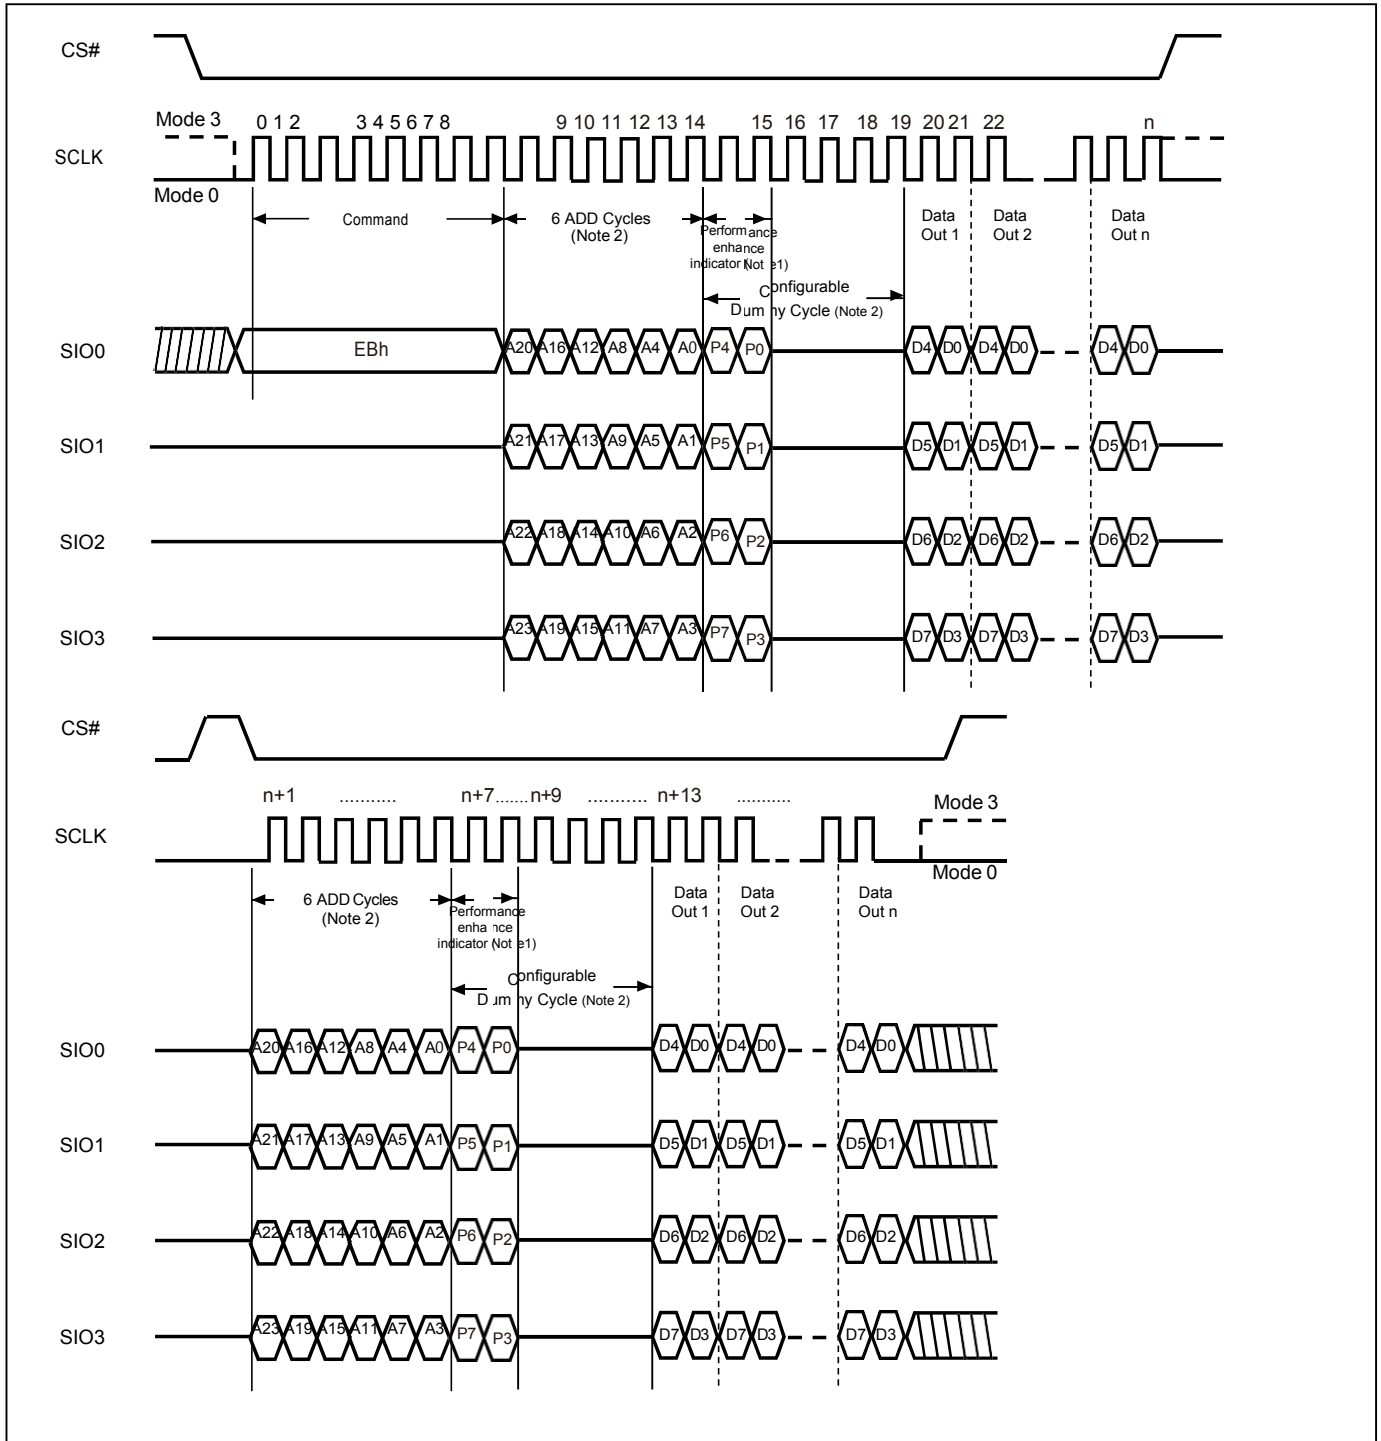 CS#
Mode 3
0 1 2 3 4 5 6 7 8 9 10 11 12 13 14 15 16 17 18 19 20 21 22 n
SCLK
Mode 0
Command
6 ADD Cycles
(Note 2)
Performance
enhance
indicator (Note1)
Data
Out 1
Data
Out 2
Data
Out n
Configurable
Dummy Cycle (Note 2)
SIO0 EBh A20 A16 A12 A8 A4 A0 P4 P0 D4 D0 D4 D0 D4 D0
SIO1 A21 A17 A13 A9 A5 A1 P5 P1 D5 D1 D5 D1 D5 D1
SIO2 A22 A18 A14 A10 A6 A2 P6 P2 D6 D2 D6 D2 D6 D2
SIO3 A23 A19 A15 A11 A7 A3 P7 P3 D7 D3 D7 D3 D7 D3
CS#
n+1 ........... n+7.......n+9 ........... n+13 ...........
Mode 3
SCLK
Mode 0
6 ADD Cycles
(Note 2)
Performance
enhance
indicator (Note1)
Data
Out 1
Data
Out 2
Data
Out n
Configurable
Dummy Cycle (Note 2)
SIO0 A20 A16 A12 A8 A4 A0 P4 P0 D4 D0 D4 D0 D4 D0
SIO1 A21 A17 A13 A9 A5 A1 P5 P1 D5 D1 D5 D1 D5 D1
SIO2 A22 A18 A14 A10 A6 A2 P6 P2 D6 D2 D6 D2 D6 D2
SIO3 A23 A19 A15 A11 A7 A3 P7 P3 D7 D3 D7 D3 D7 D3